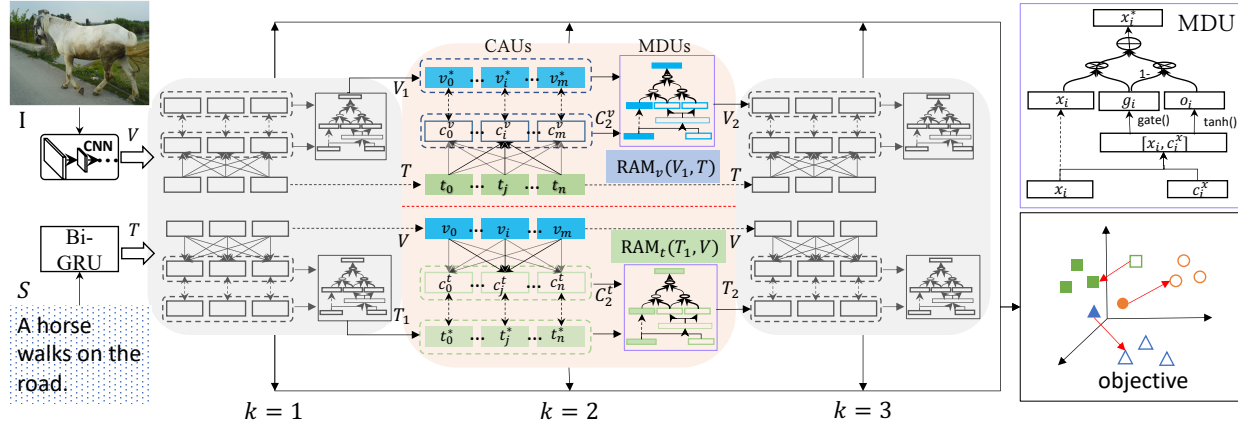 I
CNN
V
Bi-
GRU
T
S
A horse
walks on the
road.
CAUs
MDUs
V₁
v₀* ... vᵢ* ... vₘ*
c₀ᵛ ... cᵢᵛ ... cₘᵛ
C₂ᵛ
V₂
RAMᵥ(V₁, T)
T
t₀ ... tⱼ ... tₙ
T
V
v₀ ... vᵢ ... vₘ
RAMₜ(T₁, V)
V
c₀ᵗ ... cⱼᵗ ... cₙᵗ
C₂ᵗ
T₂
T₁
t₀* ... tⱼ* ... tₙ*
k = 1
k = 2
k = 3
MDU
xᵢ*
1-
xᵢ
gᵢ
oᵢ
gate()
tanh()
[xᵢ, cᵢˣ]
xᵢ
cᵢˣ
objective